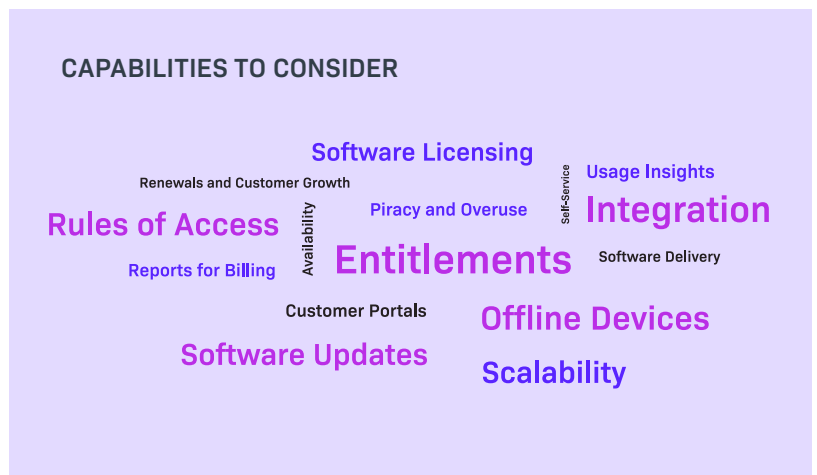 CAPABILITIES TO CONSIDER
Software Licensing
Usage Insights
Self-Service
Renewals and Customer Growth
Integration
Piracy and Overuse
Rules of Access
Availability
Entitlements
Software Delivery
Reports for Billing
Customer Portals
Offline Devices
Software Updates
Scalability